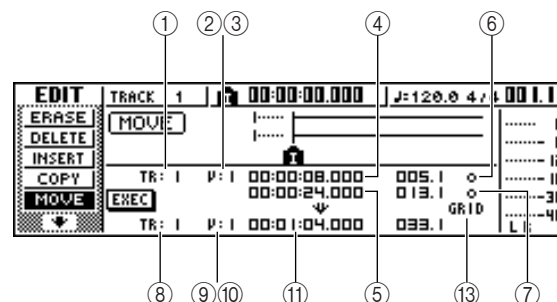 ① ②③ ④ ⑥
EDIT TRACK 1 00:00:00.000 ♩=120.0 4/4 001.1
ERASE MOVE
DELETE
INSERT
COPY TR: 1 V: 1 00:00:08.000 005.1
MOVE EXEC 00:00:24.000 013.1
GRID
TR: 1 V: 1 00:01:04.000 033.1 L
⑧ ⑨⑩ ⑪ ⑤ ⑬ ⑦